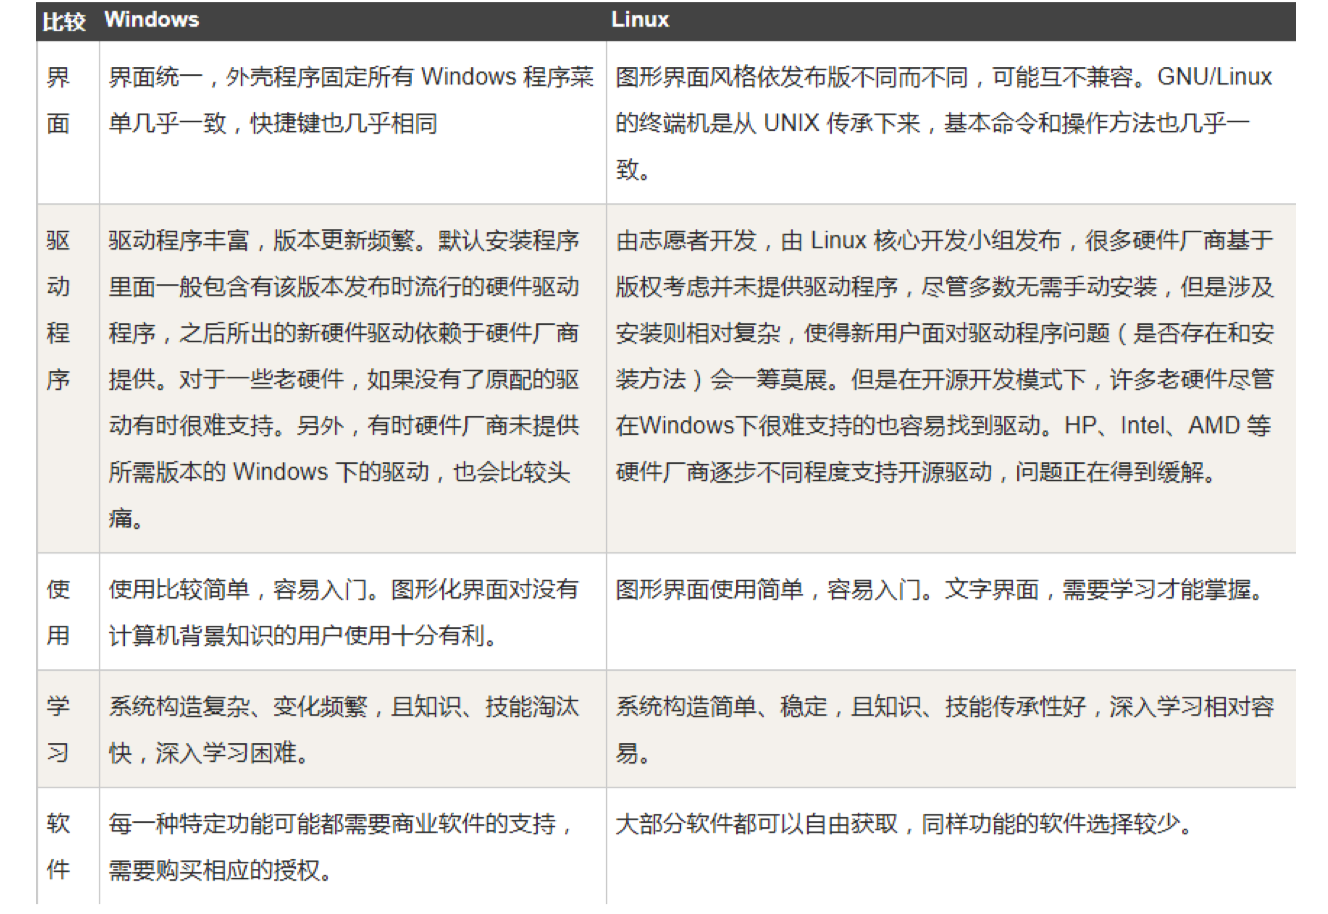 比较 Windows Linux
界面
界面统一，外壳程序固定所有 Windows 程序菜
单几乎一致，快捷键也几乎相同
图形界面风格依发布版不同而不同，可能互不兼容。GNU/Linux
的终端机是从 UNIX 传承下来，基本命令和操作方法也几乎一
致。
驱动程序
驱动程序丰富，版本更新频繁。默认安装程序
里面一般包含有该版本发布时流行的硬件驱动
程序，之后所出的新硬件驱动依赖于硬件厂商
提供。对于一些老硬件，如果没有了原配的驱
动有时很难支持。另外，有时硬件厂商未提供
所需版本的 Windows 下的驱动，也会比较头
痛。
由志愿者开发，由 Linux 核心开发小组发布，很多硬件厂商基于
版权考虑并未提供驱动程序，尽管多数无需手动安装，但是涉及
安装则相对复杂，使得新用户面对驱动程序问题（是否存在和安
装方法）会一筹莫展。但是在开源开发模式下，许多老硬件尽管
在Windows下很难支持的也容易找到驱动。HP、Intel、AMD 等
硬件厂商逐步不同程度支持开源驱动，问题正在得到缓解。
使用
使用比较简单，容易入门。图形化界面对没有
计算机背景知识的用户使用十分有利。
图形界面使用简单，容易入门。文字界面，需要学习才能掌握。
学习
系统构造复杂、变化频繁，且知识、技能淘汰
快，深入学习困难。
系统构造简单、稳定，且知识、技能传承性好，深入学习相对容
易。
软件
每一种特定功能可能都需要商业软件的支持，
需要购买相应的授权。
大部分软件都可以自由获取，同样功能的软件选择较少。